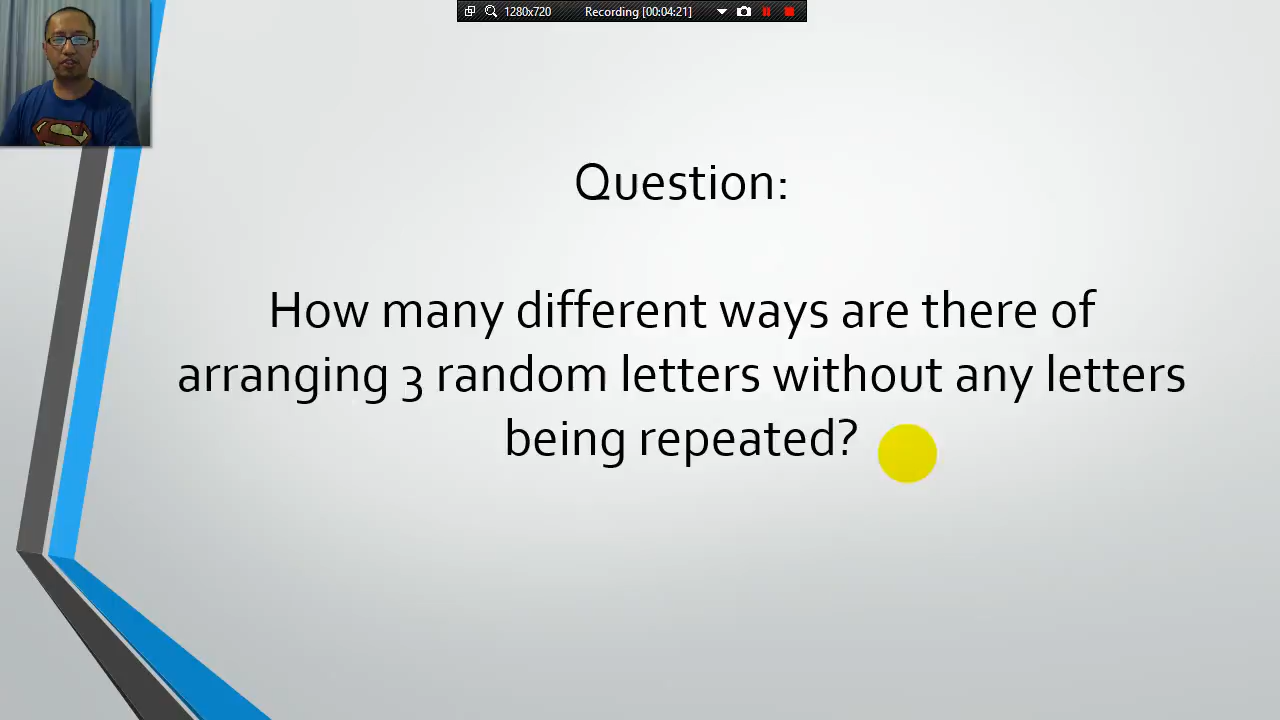 1280x720 Recording [00:04:21]
Question:
How many different ways are there of
arranging 3 random letters without any letters
being repeated?